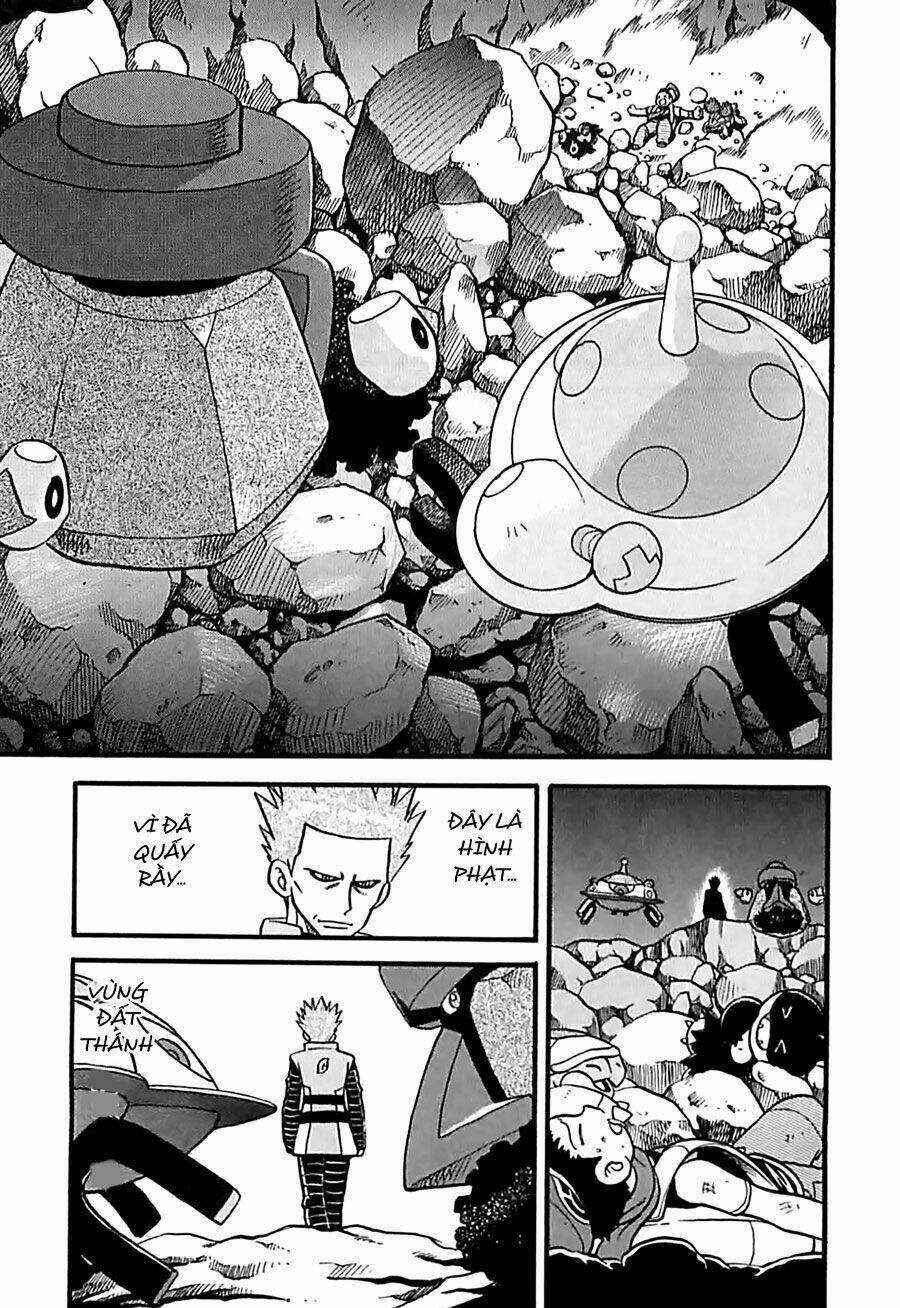 ĐÂY LÀ
HÌNH
PHẠT...
VÌ ĐÃ
QUẤY
RẦY...
VÙNG
ĐẤT
THÁNH